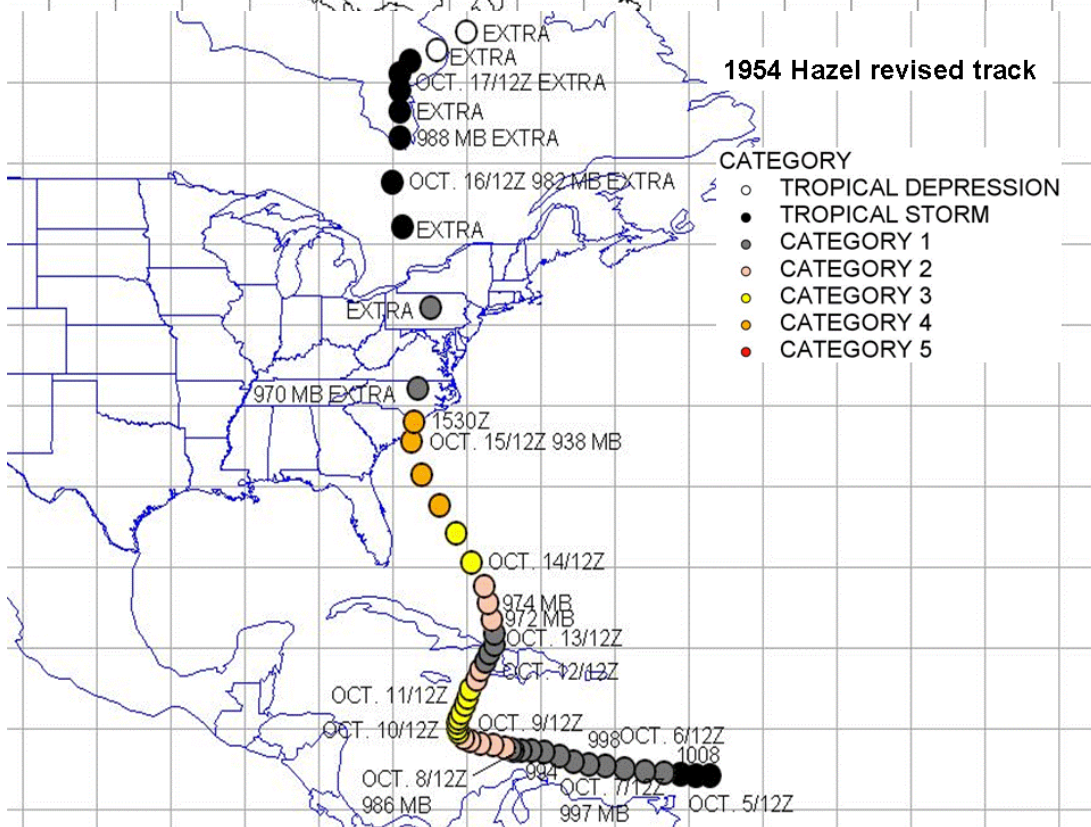 EXTRA
EXTRA
1954 Hazel revised track
OCT. 17/12Z EXTRA
EXTRA
988 MB EXTRA
CATEGORY
TROPICAL DEPRESSION
TROPICAL STORM
CATEGORY 1
CATEGORY 2
CATEGORY 3
CATEGORY 4
CATEGORY 5
OCT. 16/12Z 982 MB EXTRA
EXTRA
EXTRA
970 MB EXTRA
1530Z
OCT. 15/12Z 938 MB
OCT. 14/12Z
974 MB
972 MB
OCT. 13/12Z
OCT. 12/12Z
OCT. 11/12Z
OCT. 10/12Z
OCT. 9/12Z
998
OCT. 6/12Z
1008
OCT. 8/12Z
986 MB
994
OCT. 7/12Z
997 MB
OCT. 5/12Z